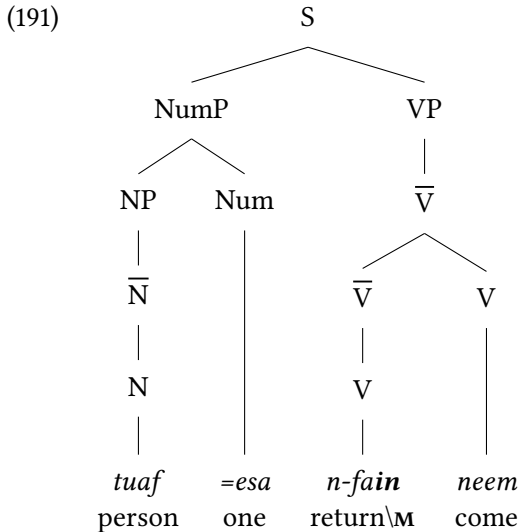 (191) S
NumP VP
NP Num V̅
N̅ V̅ V
N V
tuaf =esa n-fain neem
person one return\M come